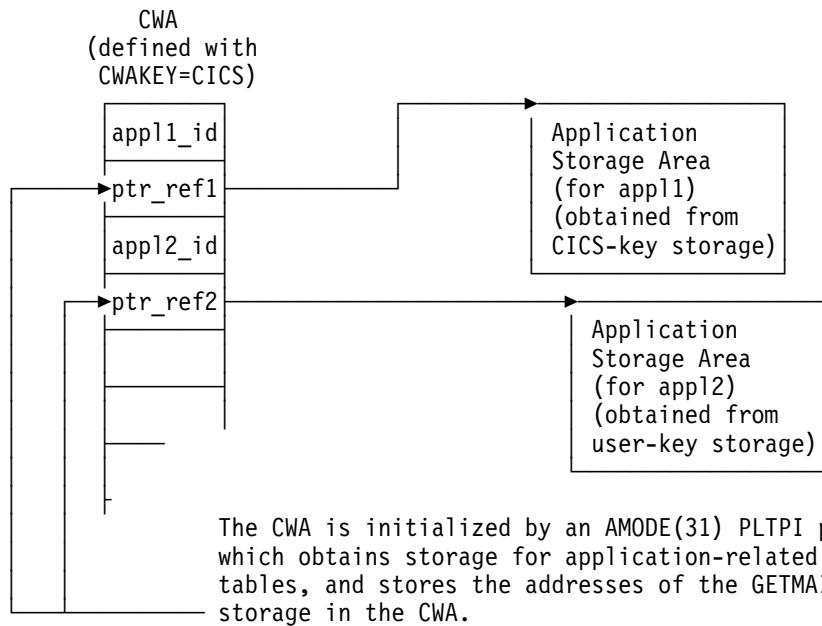 CWA
(defined with
CWAKEY=CICS)
appl1_id
ptr_ref1
appl2_id
ptr_ref2
Application
Storage Area
(for appl1)
(obtained from
CICS-key storage)
Application
Storage Area
(for appl2)
(obtained from
user-key storage)
The CWA is initialized by an AMODE(31) PLTPI
which obtains storage for application-related
tables, and stores the addresses of the
storage in the CWA.